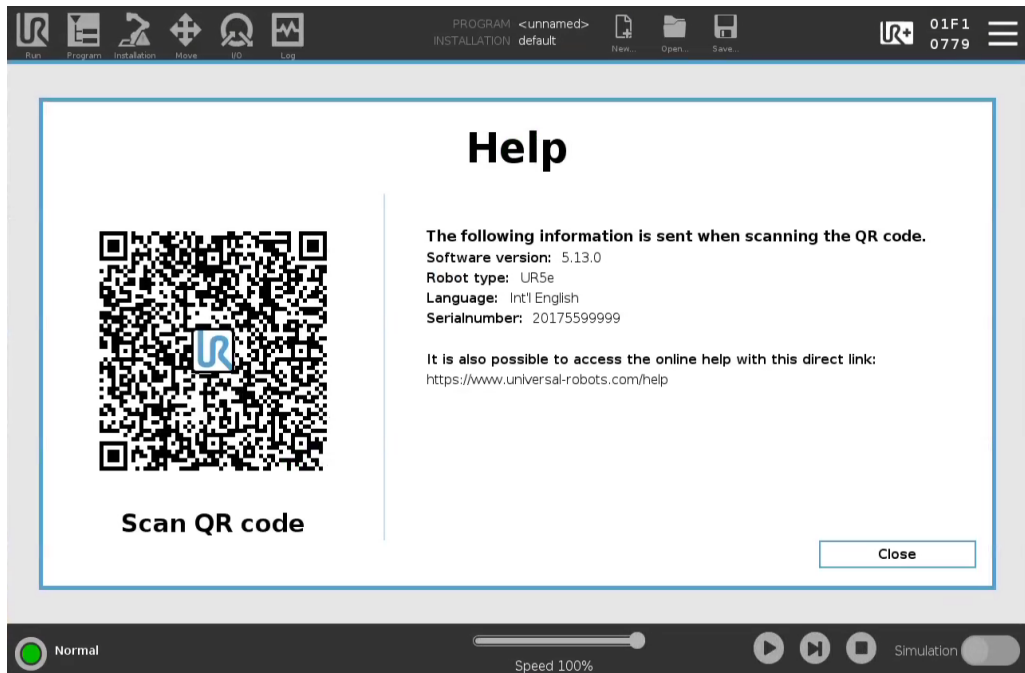 PROGRAM <unnamed>
INSTALLATION default
UR+
01F1
0779
Run Program Installation Move I/O Log New... Open... Save...
Help
The following information is sent when scanning the QR code.
Software version: 5.13.0
Robot type: UR5e
Language: Int'l English
Serialnumber: 20175599999
It is also possible to access the online help with this direct link:
https://www.universal-robots.com/help
UR
Scan QR code
Close
Normal
Speed 100%
Simulation